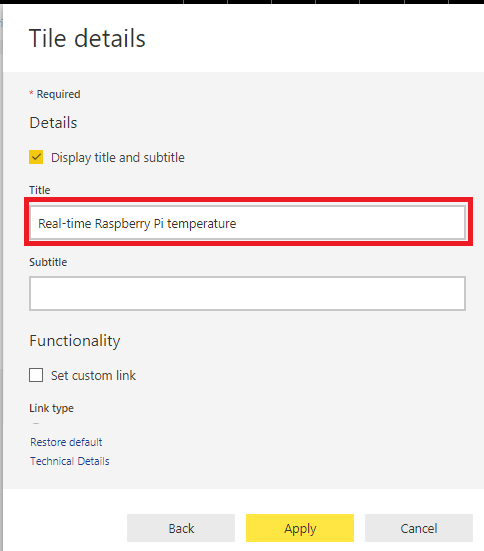 Tile details
* Required
Details
Display title and subtitle
Title
Real-time Raspberry Pi temperature
Subtitle
Functionality
Set custom link
Link type
Restore default
Technical Details
Back Apply Cancel